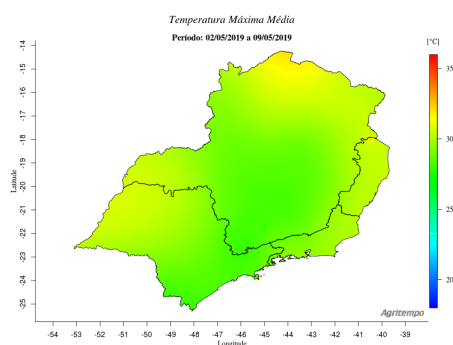 Temperatura Máxima Média
Período: 02/05/2019 a 09/05/2019
[°C]
35
30
25
20
-14
-15
-16
-17
-18
-19
-20
-21
-22
-23
-24
-25
Latitude
Agritempo
-54 -53 -52 -51 -50 -49 -48 -47 -46 -45 -44 -43 -42 -41 -40 -39
Longitude